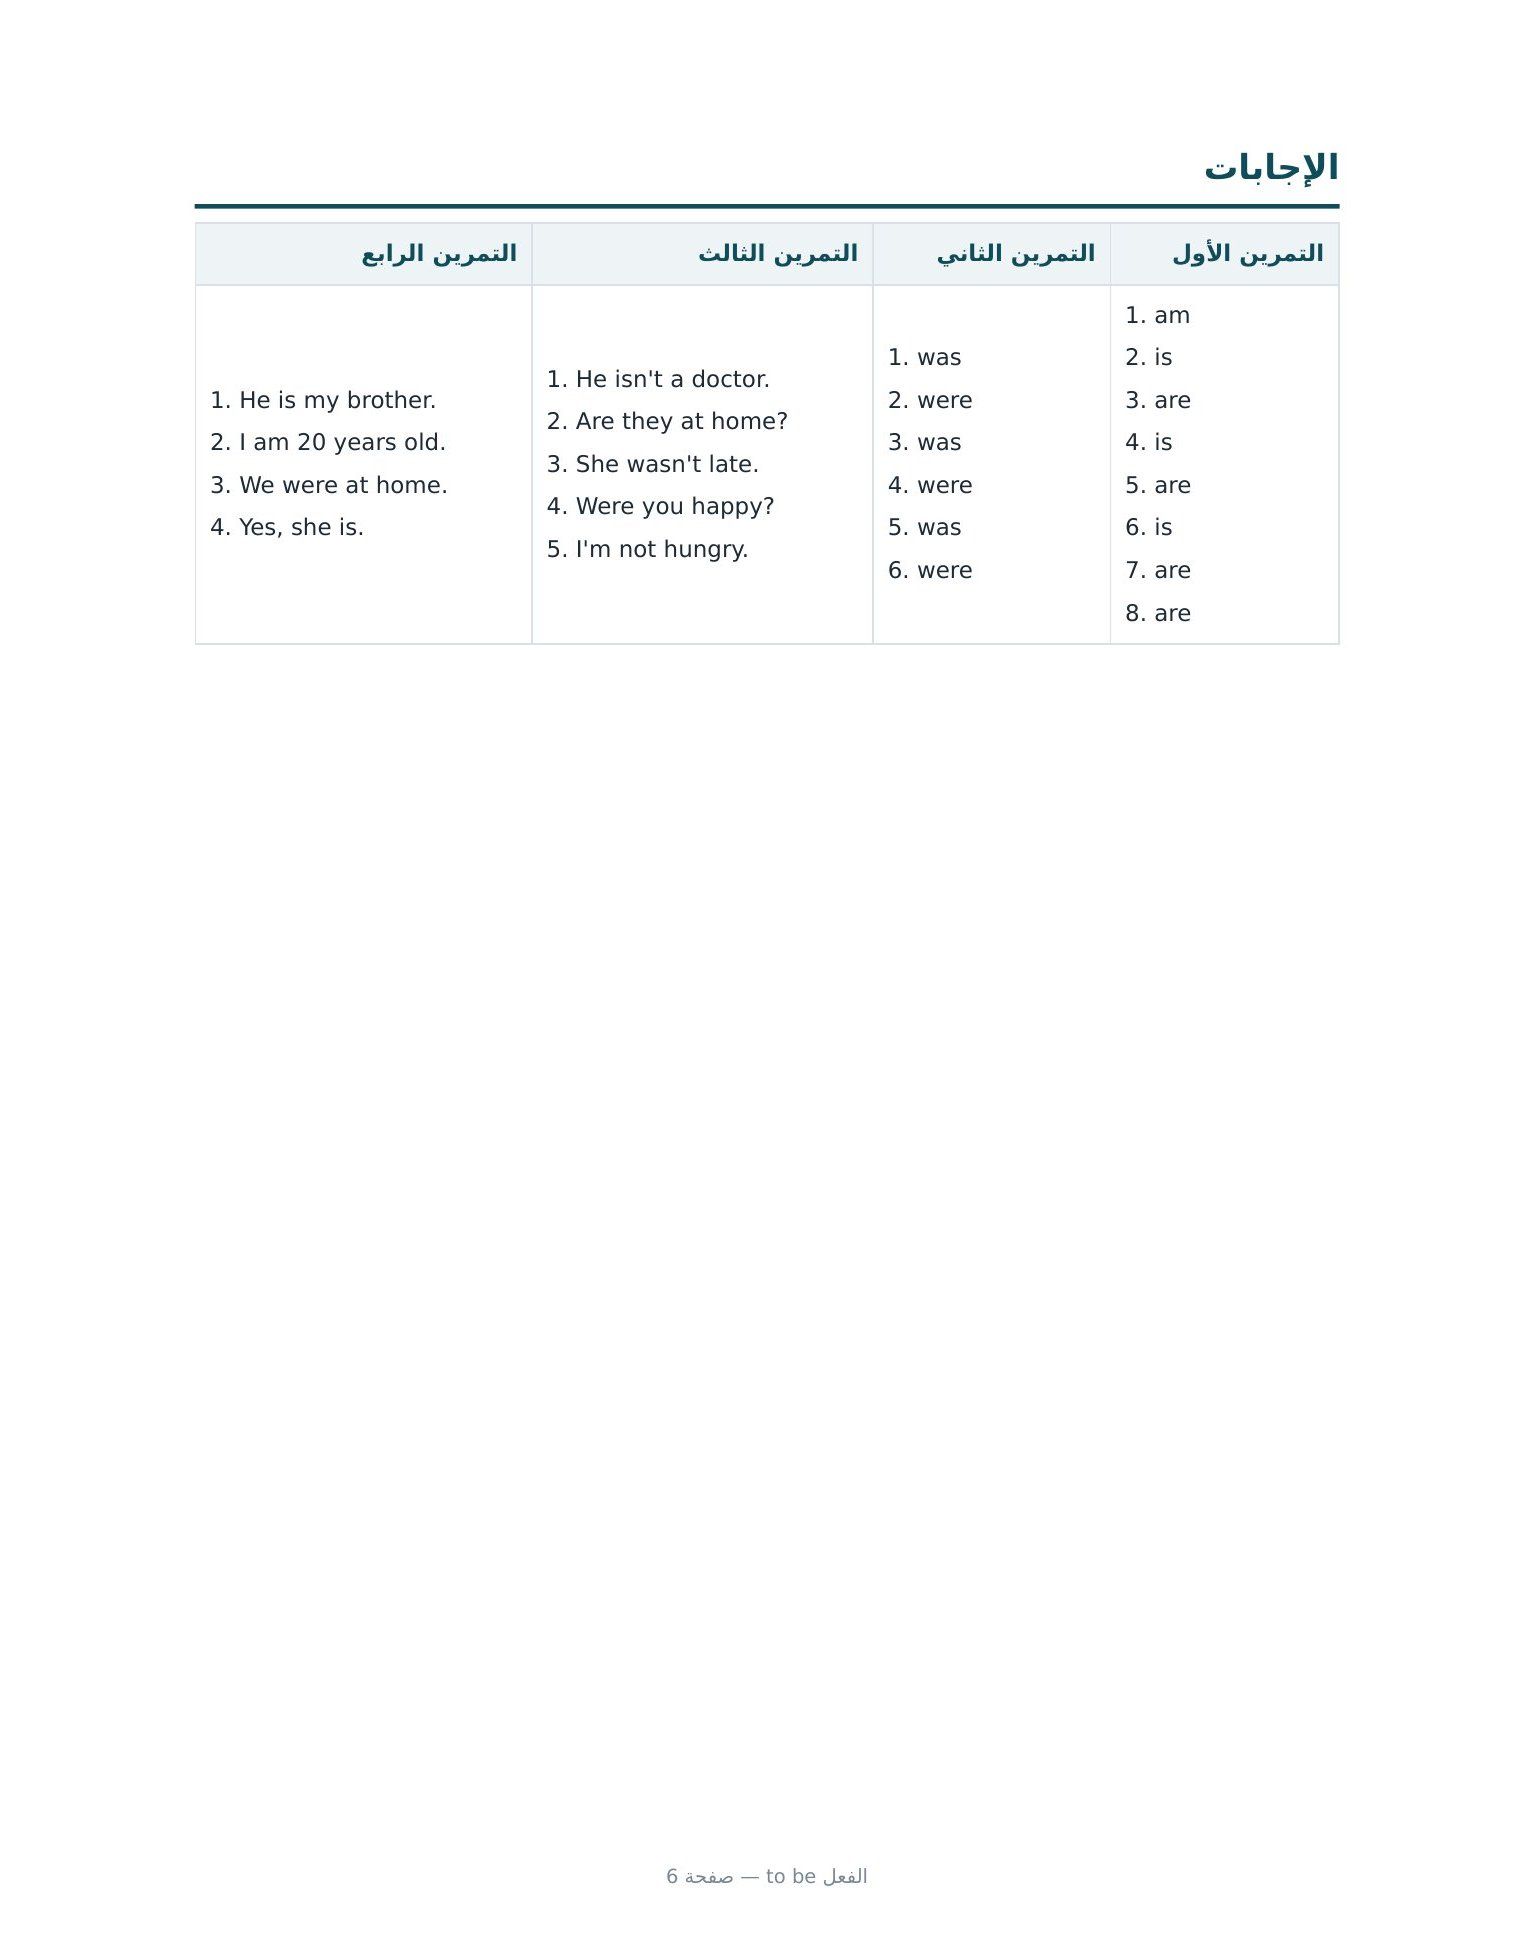 الإجابات
التمرين الأول
1. am
2. is
3. are
4. is
5. are
6. is
7. are
8. are
التمرين الثاني
1. was
2. were
3. was
4. were
5. was
6. were
التمرين الثالث
1. He isn't a doctor.
2. Are they at home?
3. She wasn't late.
4. Were you happy?
5. I'm not hungry.
التمرين الرابع
1. He is my brother.
2. I am 20 years old.
3. We were at home.
4. Yes, she is.
الفعل to be — صفحة 6